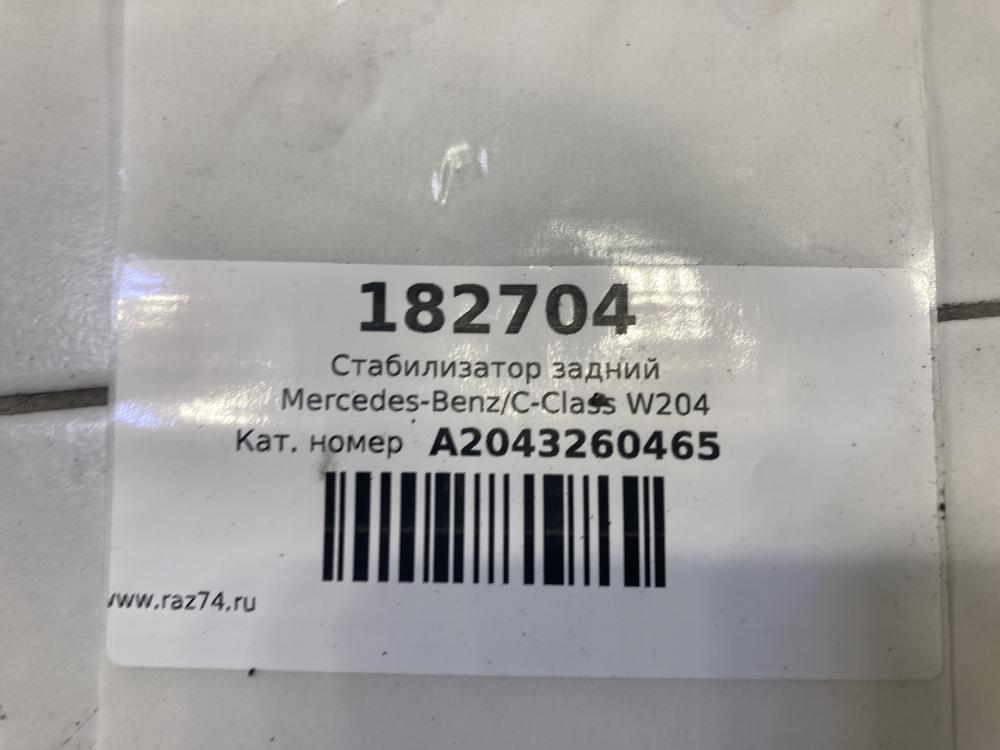 182704
Стабилизатор задний
Mercedes-Benz/C-Class W204
Кат. номер A2043260465
www.raz74.ru